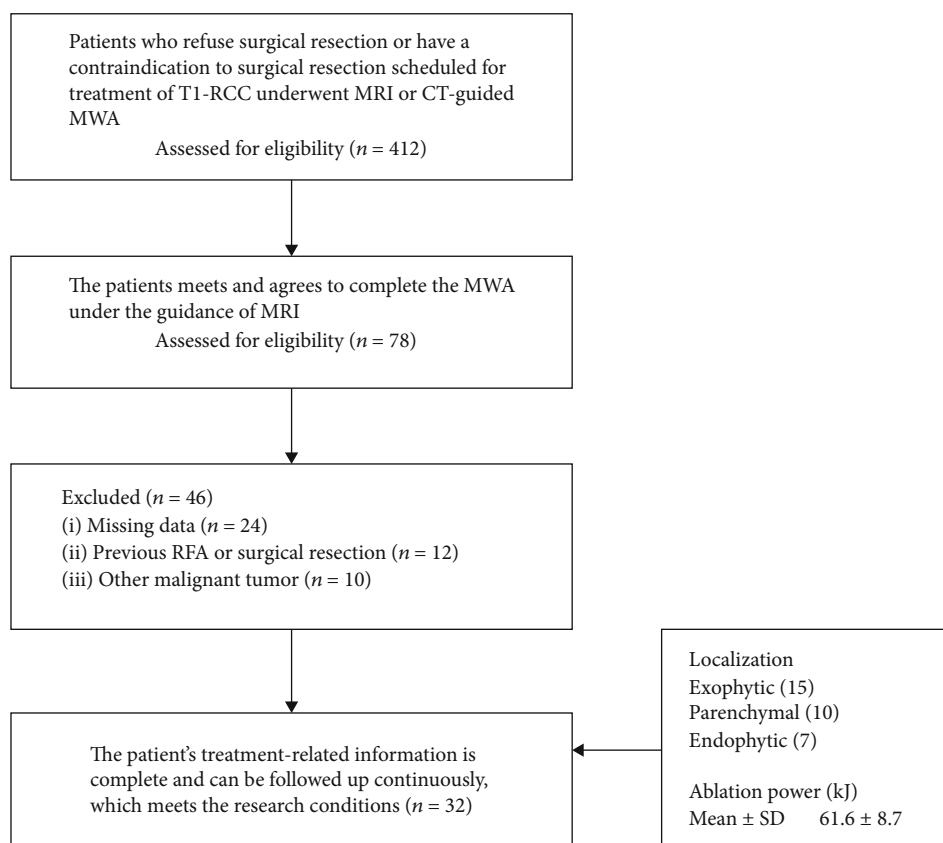 Patients who refuse surgical resection or have a
contraindication to surgical resection scheduled for
treatment of T1-RCC underwent MRI or CT-guided
MWA
Assessed for eligibility (n = 412)
The patients meets and agrees to complete the MWA
under the guidance of MRI
Assessed for eligibility (n = 78)
Excluded (n = 46)
(i) Missing data (n = 24)
(ii) Previous RFA or surgical resection (n = 12)
(iii) Other malignant tumor (n = 10)
The patient's treatment-related information is
complete and can be followed up continuously,
which meets the research conditions (n = 32)
Localization
Exophytic (15)
Parenchymal (10)
Endophytic (7)
Ablation power (kJ)
Mean ± SD 61.6 ± 8.7